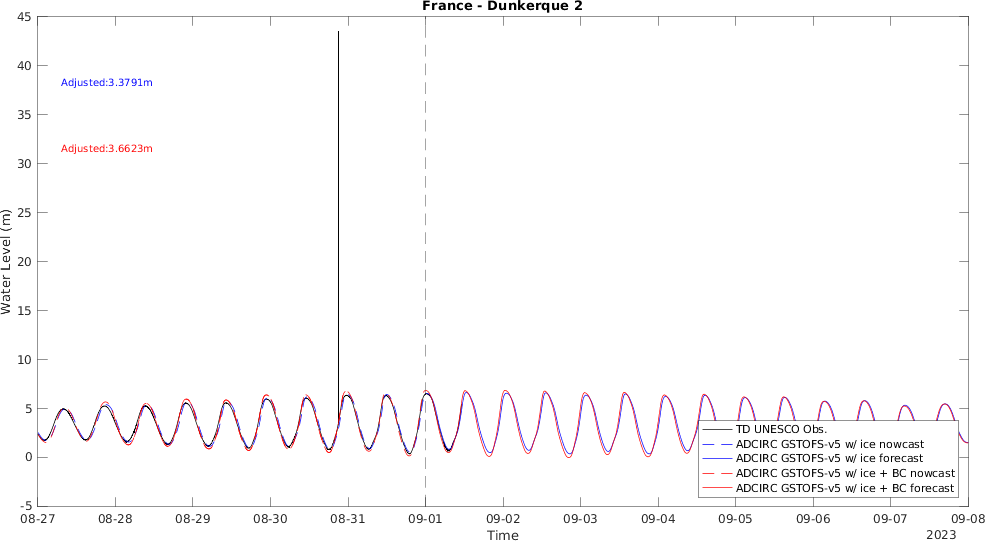 France - Dunkerque 2
45
40
35
30
25
20
15
10
5
0
-5
Water Level (m)
Adjusted:3.3791m
Adjusted:3.6623m
TD UNESCO Obs.
ADCIRC GSTOFS-v5 w/ ice nowcast
ADCIRC GSTOFS-v5 w/ ice forecast
ADCIRC GSTOFS-v5 w/ ice + BC nowcast
ADCIRC GSTOFS-v5 w/ ice + BC forecast
08-27 08-28 08-29 08-30 08-31 09-01 09-02 09-03 09-04 09-05 09-06 09-07 09-08
Time
2023